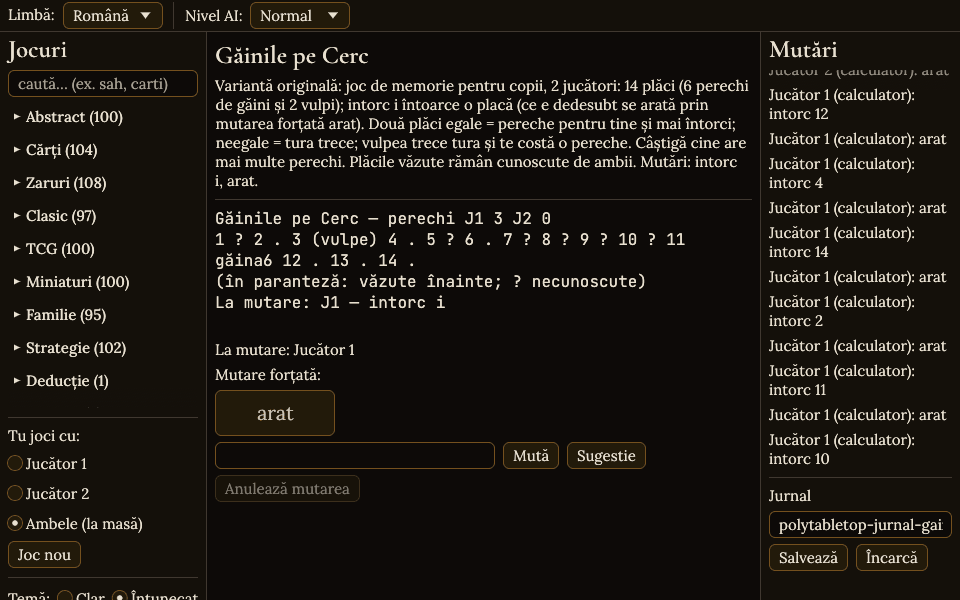 Limbă: Română ▼ Nivel AI: Normal ▼
Jocuri
caută... (ex. sah, carti)
▸ Abstract (100)
▸ Cărți (104)
▸ Zaruri (108)
▸ Clasic (97)
▸ TCG (100)
▸ Miniaturi (100)
▸ Familie (95)
▸ Strategie (102)
▸ Deducție (1)
Tu joci cu:
Jucător 1
Jucător 2
Ambele (la masă)
Joc nou
Temă: Clar Întunecat
Găinile pe Cerc
Variantă originală: joc de memorie pentru copii, 2 jucători: 14 plăci (6 perechi
de găini și 2 vulpi); intorc i întoarce o placă (ce e dedesubt se arată prin
mutarea forțată arat). Două plăci egale = pereche pentru tine și mai întorci;
neegale = tura trece; vulpea trece tura și te costă o pereche. Câștigă cine are
mai multe perechi. Plăcile văzute rămân cunoscute de ambii. Mutări: intorc
i, arat.
Găinile pe Cerc — perechi J1 3 J2 0
1 ? 2 . 3 (vulpe) 4 . 5 ? 6 . 7 ? 8 ? 9 ? 10 ? 11
găina6 12 . 13 . 14 .
(în paranteză: văzute înainte; ? necunoscute)
La mutare: J1 — intorc i
La mutare: Jucător 1
Mutare forțată:
arat
Mută Sugestie
Anulează mutarea
Mutări
Jucător 2 (calculator): arat
Jucător 1 (calculator):
intorc 12
Jucător 1 (calculator): arat
Jucător 1 (calculator):
intorc 4
Jucător 1 (calculator): arat
Jucător 1 (calculator):
intorc 14
Jucător 1 (calculator): arat
Jucător 1 (calculator):
intorc 2
Jucător 1 (calculator): arat
Jucător 1 (calculator):
intorc 11
Jucător 1 (calculator): arat
Jucător 1 (calculator):
intorc 10
Jurnal
polytabletop-jurnal-gai
Salvează Încarcă